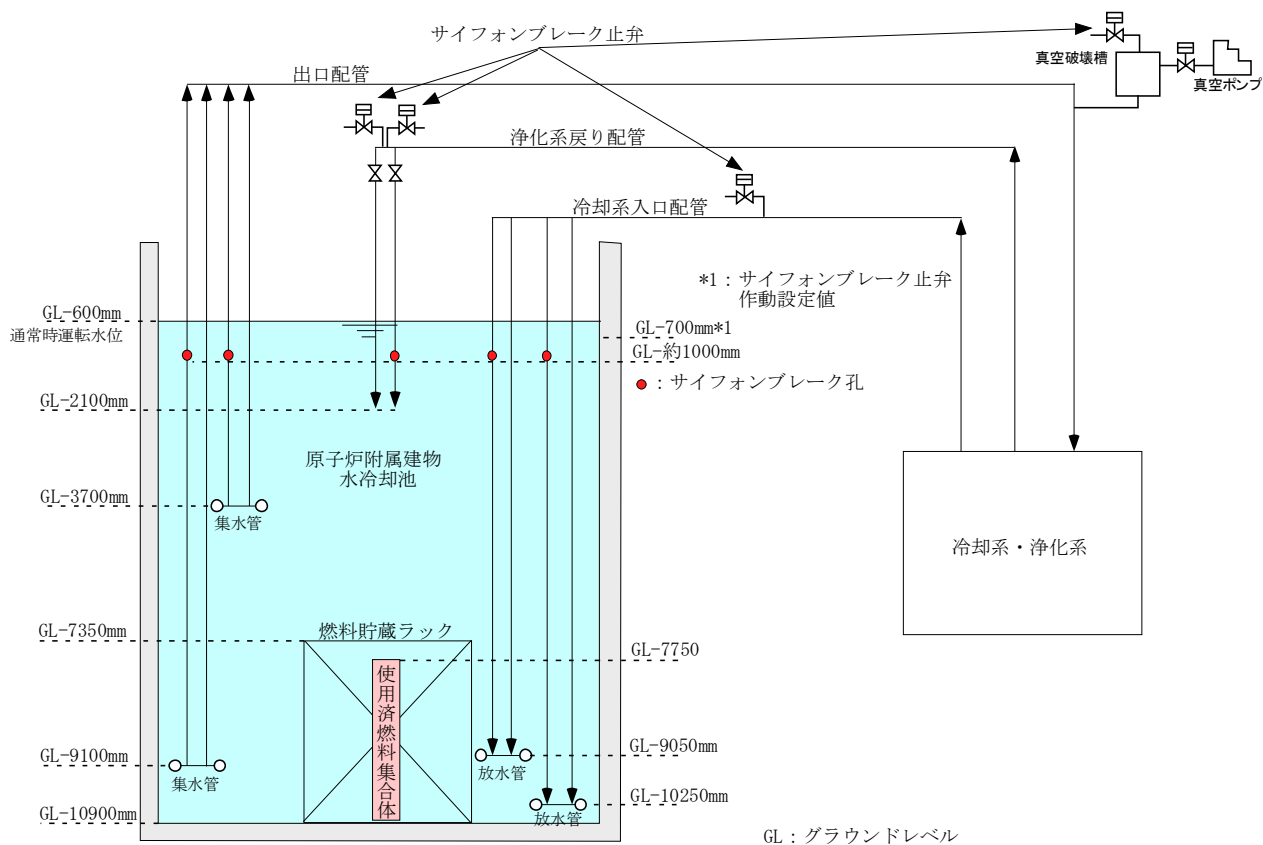 サイフォンブレーク止弁
真空破壊槽
真空ポンプ
出口配管
浄化系戻り配管
冷却系入口配管
*1：サイフォンブレーク止弁
作動設定値
GL-600mm
通常時運転水位
GL-700mm*1
GL-約1000mm
：サイフォンブレーク孔
GL-2100mm
原子炉附属建物
水冷却池
GL-3700mm
集水管
冷却系・浄化系
GL-7350mm
燃料貯蔵ラック
GL-7750
使用済燃料集合体
GL-9100mm
集水管
GL-9050mm
放水管
GL-10250mm
放水管
GL-10900mm
GL：グラウンドレベル